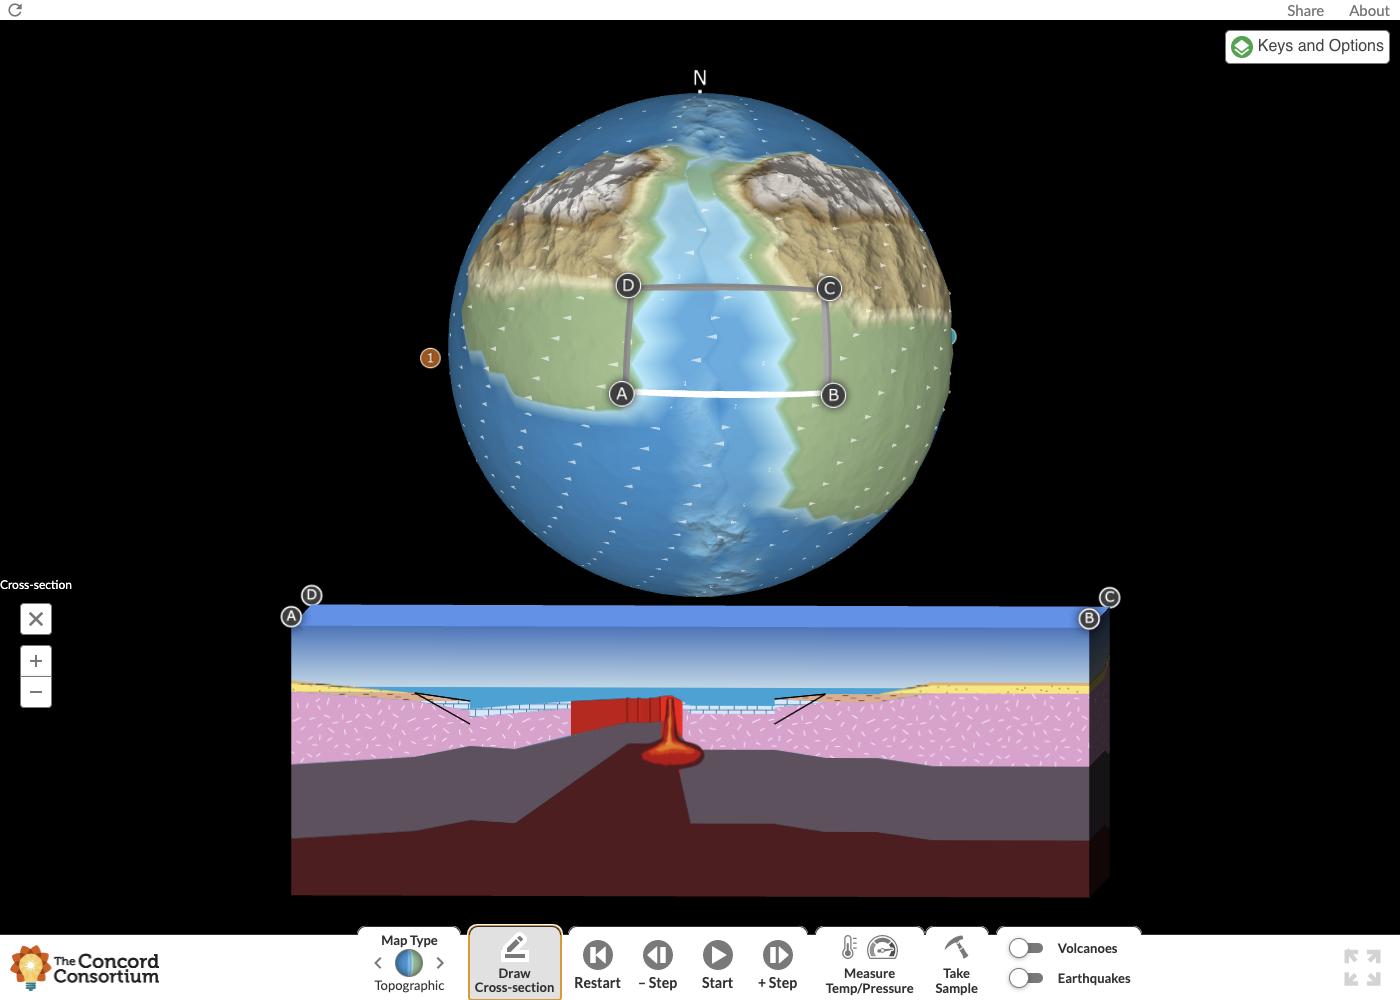 Share
About
Keys and Options
N
D
C
1
A
B
Cross-section
D
A
C
B
Map Type
Topographic
Draw
Cross-section
Restart
– Step
Start
+ Step
Measure
Temp/Pressure
Take
Sample
Volcanoes
Earthquakes
The Concord
Consortium